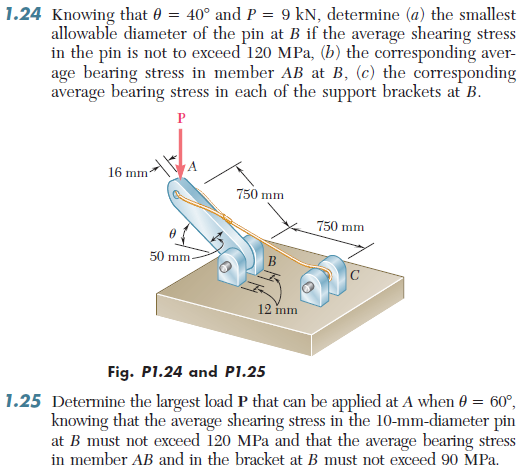 1.24 Knowing that θ = 40° and P = 9 kN, determine (a) the smallest
allowable diameter of the pin at B if the average shearing stress
in the pin is not to exceed 120 MPa, (b) the corresponding aver-
age bearing stress in member AB at B, (c) the corresponding
average bearing stress in each of the support brackets at B.
P
A
16 mm
750 mm
750 mm
θ
50 mm
B
C
12 mm
Fig. P1.24 and P1.25
1.25 Determine the largest load P that can be applied at A when θ = 60°,
knowing that the average shearing stress in the 10-mm-diameter pin
at B must not exceed 120 MPa and that the average bearing stress
in member AB and in the bracket at B must not exceed 90 MPa.